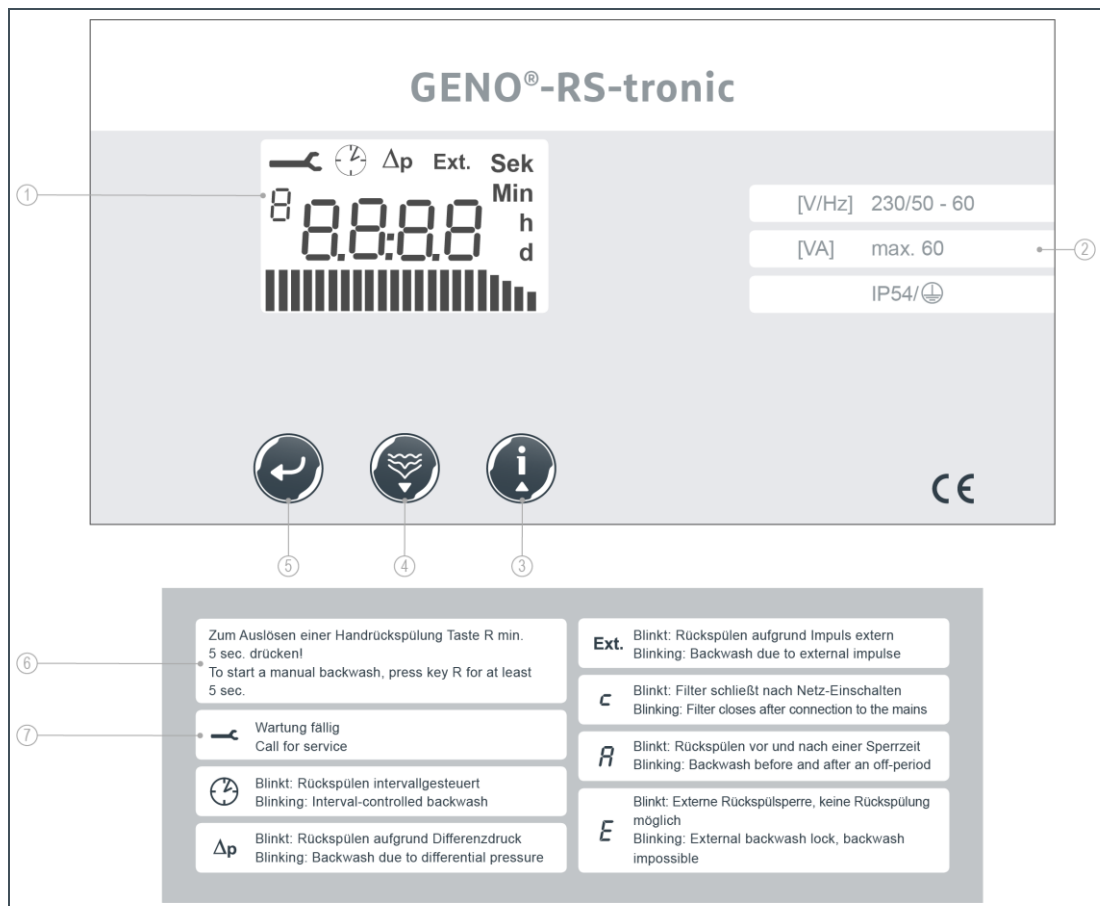 GENO®-RS-tronic
Δp Ext. Sek
Min
8 8.8:8.8
h
d
[V/Hz] 230/50 - 60
[VA] max. 60
IP54/
i
CE
1
2
3
4
5
6
7
Zum Auslösen einer Handrückspülung Taste R min.
5 sec. drücken!
To start a manual backwash, press key R for at least
5 sec.
Wartung fällig
Call for service
Blinkt: Rückspülen intervallgesteuert
Blinking: Interval-controlled backwash
Δp Blinkt: Rückspülen aufgrund Differenzdruck
Blinking: Backwash due to differential pressure
Ext. Blinkt: Rückspülen aufgrund Impuls extern
Blinking: Backwash due to external impulse
c Blinkt: Filter schließt nach Netz-Einschalten
Blinking: Filter closes after connection to the mains
A Blinkt: Rückspülen vor und nach einer Sperrzeit
Blinking: Backwash before and after an off-period
E Blinkt: Externe Rückspülsperre, keine Rückspülung
möglich
Blinking: External backwash lock, backwash
impossible